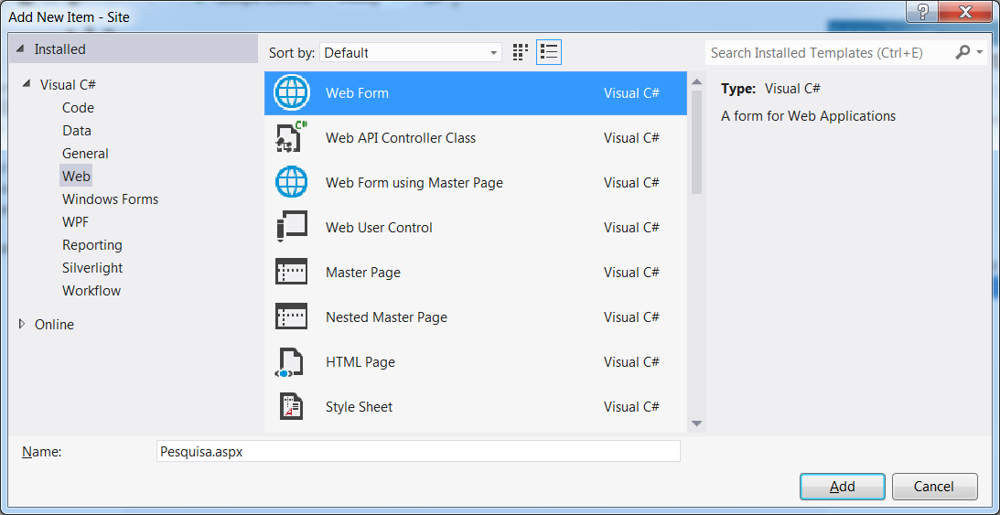 Add New Item - Site
Installed
Sort by: Default
Search Installed Templates (Ctrl+E)
Visual C#
Code
Data
General
Web
Windows Forms
WPF
Reporting
Silverlight
Workflow
Online
Web Form Visual C#
C#
Web API Controller Class Visual C#
Web Form using Master Page Visual C#
Web User Control Visual C#
Master Page Visual C#
Nested Master Page Visual C#
HTML Page Visual C#
Style Sheet Visual C#
Type: Visual C#
A form for Web Applications
Name: Pesquisa.aspx
Add Cancel